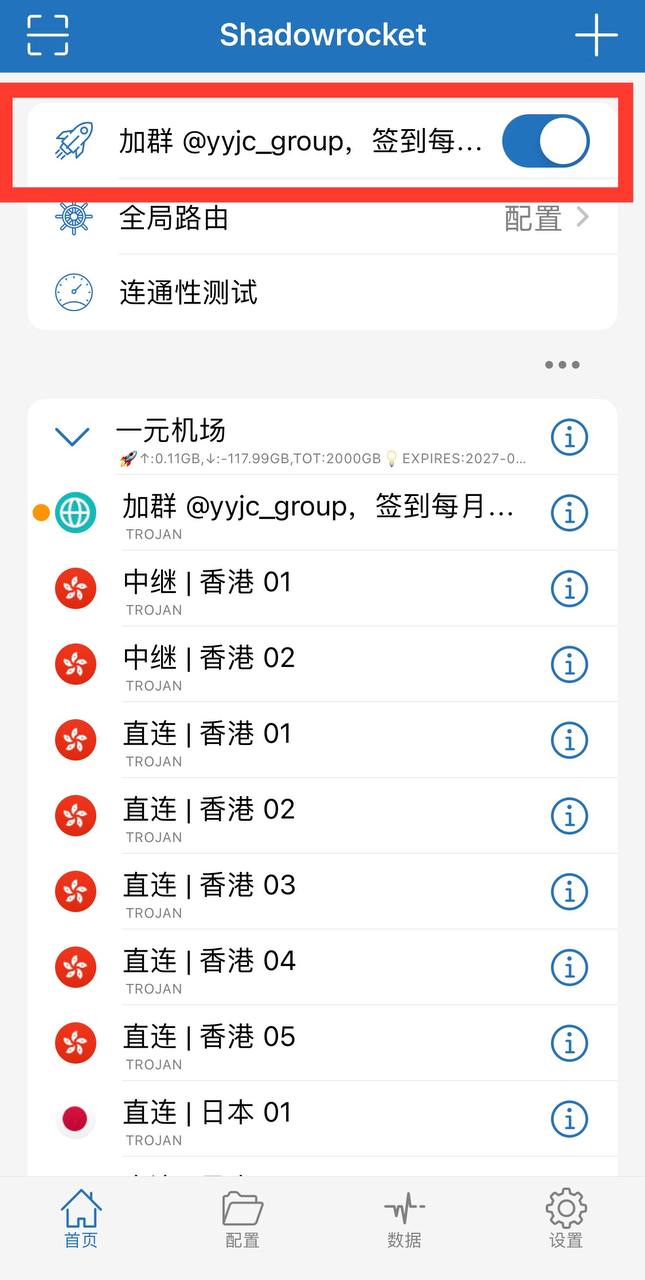 Shadowrocket
加群 @yyjc_group，签到每…
全局路由 配置
连通性测试
一元机场
🚀↑:0.11GB,↓:-117.99GB,TOT:2000GB💡EXPIRES:2027-0…
加群 @yyjc_group，签到每月…
TROJAN
中继 | 香港 01
TROJAN
中继 | 香港 02
TROJAN
直连 | 香港 01
TROJAN
直连 | 香港 02
TROJAN
直连 | 香港 03
TROJAN
直连 | 香港 04
TROJAN
直连 | 香港 05
TROJAN
直连 | 日本 01
TROJAN
首页 配置 数据 设置